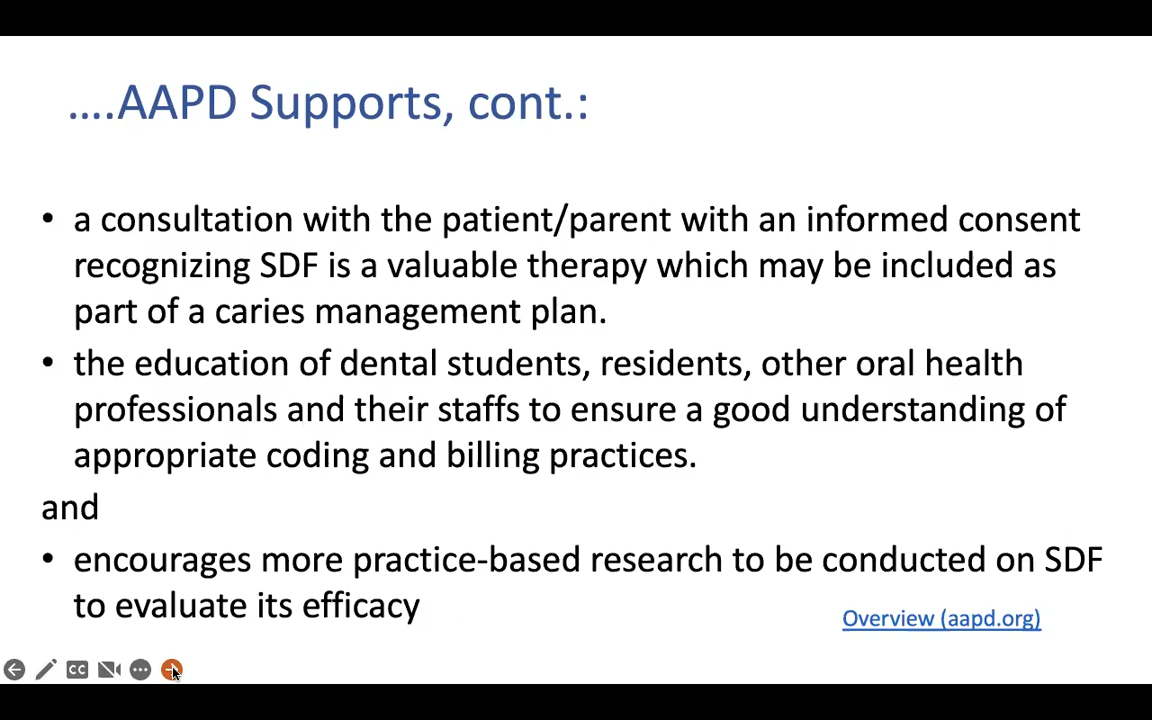 ....AAPD Supports, cont.:
• a consultation with the patient/parent with an informed consent
recognizing SDF is a valuable therapy which may be included as
part of a caries management plan.
• the education of dental students, residents, other oral health
professionals and their staffs to ensure a good understanding of
appropriate coding and billing practices.
and
• encourages more practice-based research to be conducted on SDF
to evaluate its efficacy
Overview (aapd.org)
CC